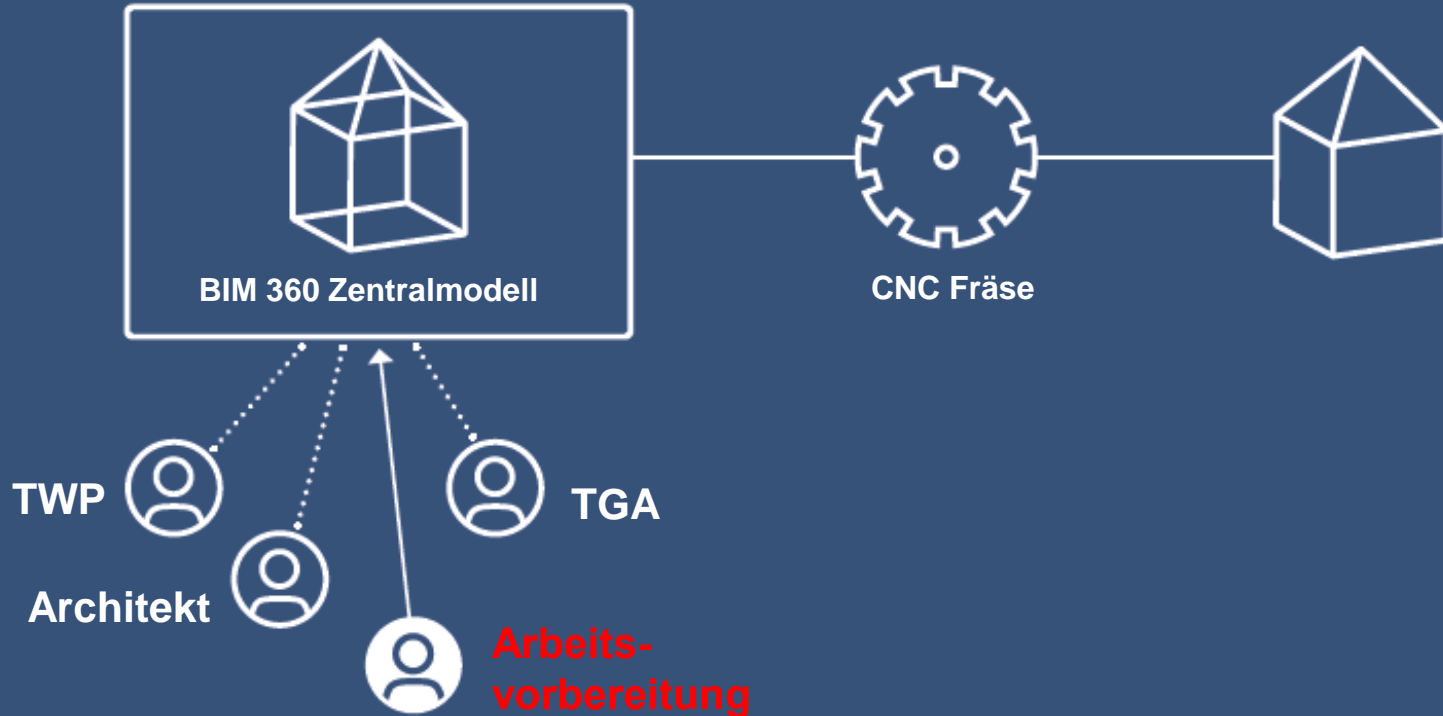 BIM 360 Zentralmodell
CNC Fräse
TWP
TGA
Architekt
Arbeits-
vorbereitung